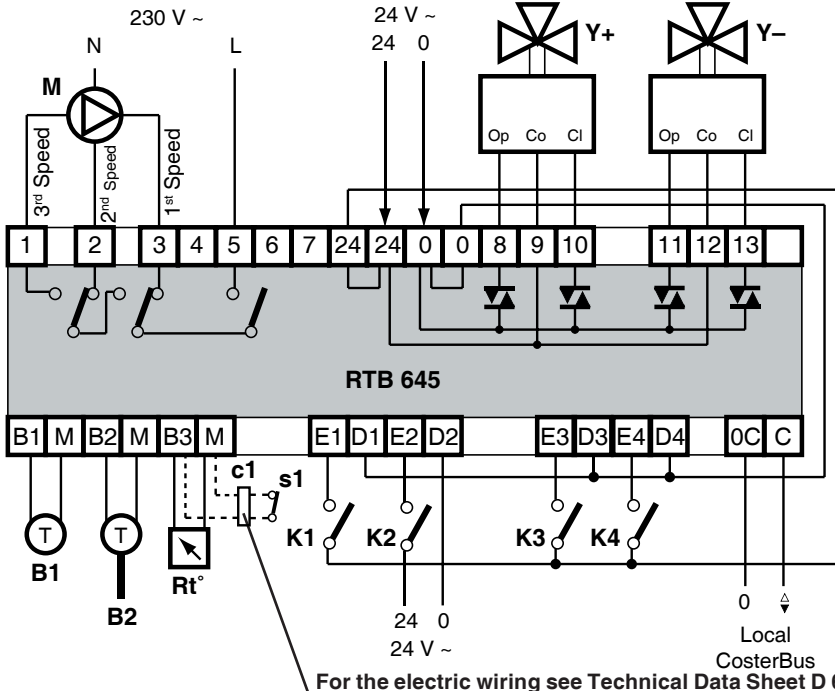 230 V ~
24 V ~
N
L
24
0
M
Y+
Y–
Op Co Cl
Op Co Cl
3rd Speed
2nd Speed
1st Speed
1 2 3 4 5 6 7 24 24 0 0 8 9 10 11 12 13
RTB 645
B1 M B2 M B3 M E1 D1 E2 D2 E3 D3 E4 D4 0C C
c1
s1
K1
K2
K3
K4
T
T
B1
B2
Rt°
24 0
24 V ~
0
Local
CosterBus
For the electric wiring see Technical Data Sheet D